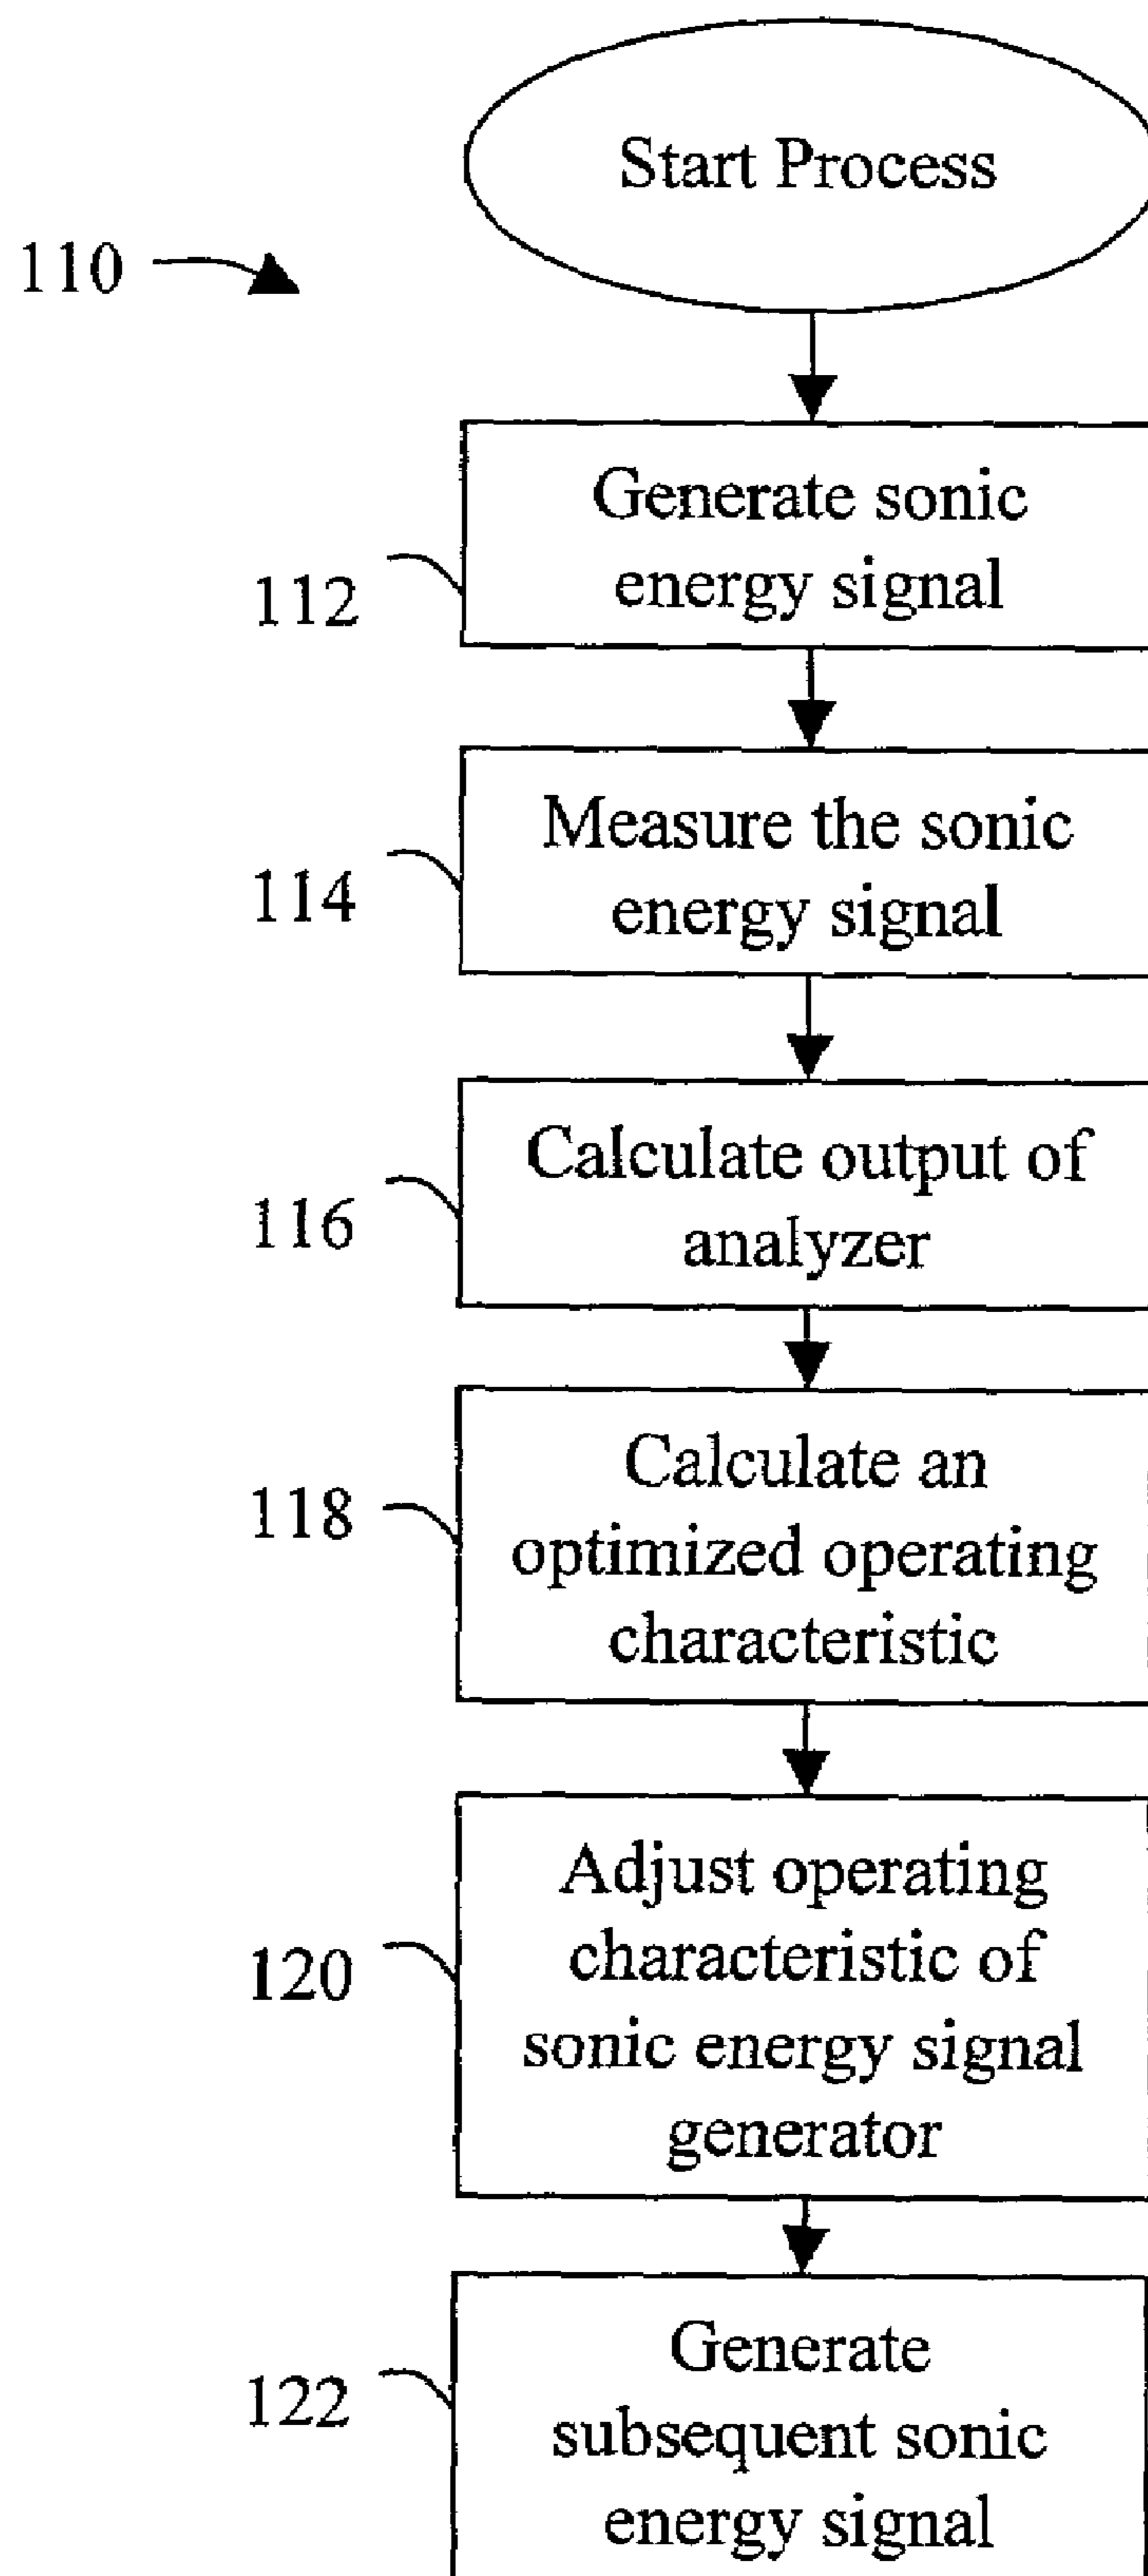 Start Process
110
Generate sonic
energy signal
112
Measure the sonic
energy signal
114
Calculate output of
analyzer
116
Calculate an
optimized operating
characteristic
118
Adjust operating
characteristic of
sonic energy signal
generator
120
Generate
subsequent sonic
energy signal
122